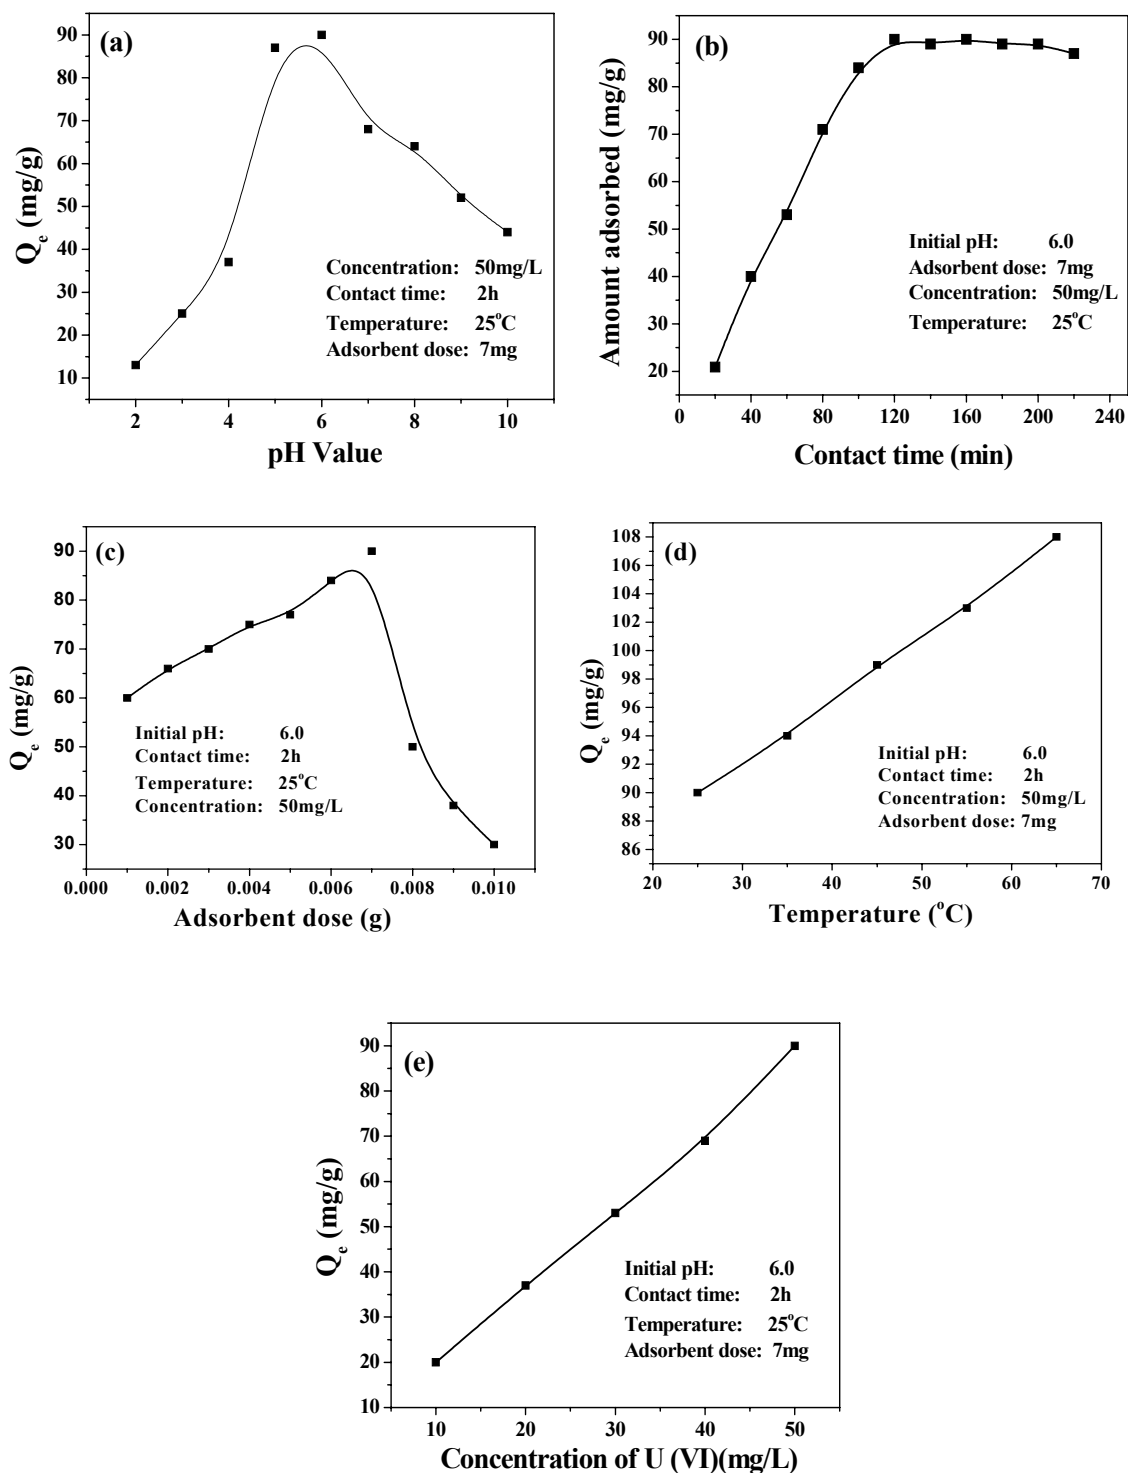 (a)
90
80
70
60
50
40
30
20
10
Q_e (mg/g)
Concentration: 50mg/L
Contact time: 2h
Temperature: 25°C
Adsorbent dose: 7mg
2 4 6 8 10
pH Value
(b)
90
80
70
60
50
40
30
20
Amount adsorbed (mg/g)
Initial pH: 6.0
Adsorbent dose: 7mg
Concentration: 50mg/L
Temperature: 25°C
0 40 80 120 160 200 240
Contact time (min)
(c)
90
80
70
60
50
40
30
Q_e (mg/g)
Initial pH: 6.0
Contact time: 2h
Temperature: 25°C
Concentration: 50mg/L
0.000 0.002 0.004 0.006 0.008 0.010
Adsorbent dose (g)
(d)
108
106
104
102
100
98
96
94
92
90
88
86
Q_e (mg/g)
Initial pH: 6.0
Contact time: 2h
Concentration: 50mg/L
Adsorbent dose: 7mg
20 30 40 50 60 70
Temperature (°C)
(e)
90
80
70
60
50
40
30
20
10
Q_e (mg/g)
Initial pH: 6.0
Contact time: 2h
Temperature: 25°C
Adsorbent dose: 7mg
10 20 30 40 50
Concentration of U (VI)(mg/L)